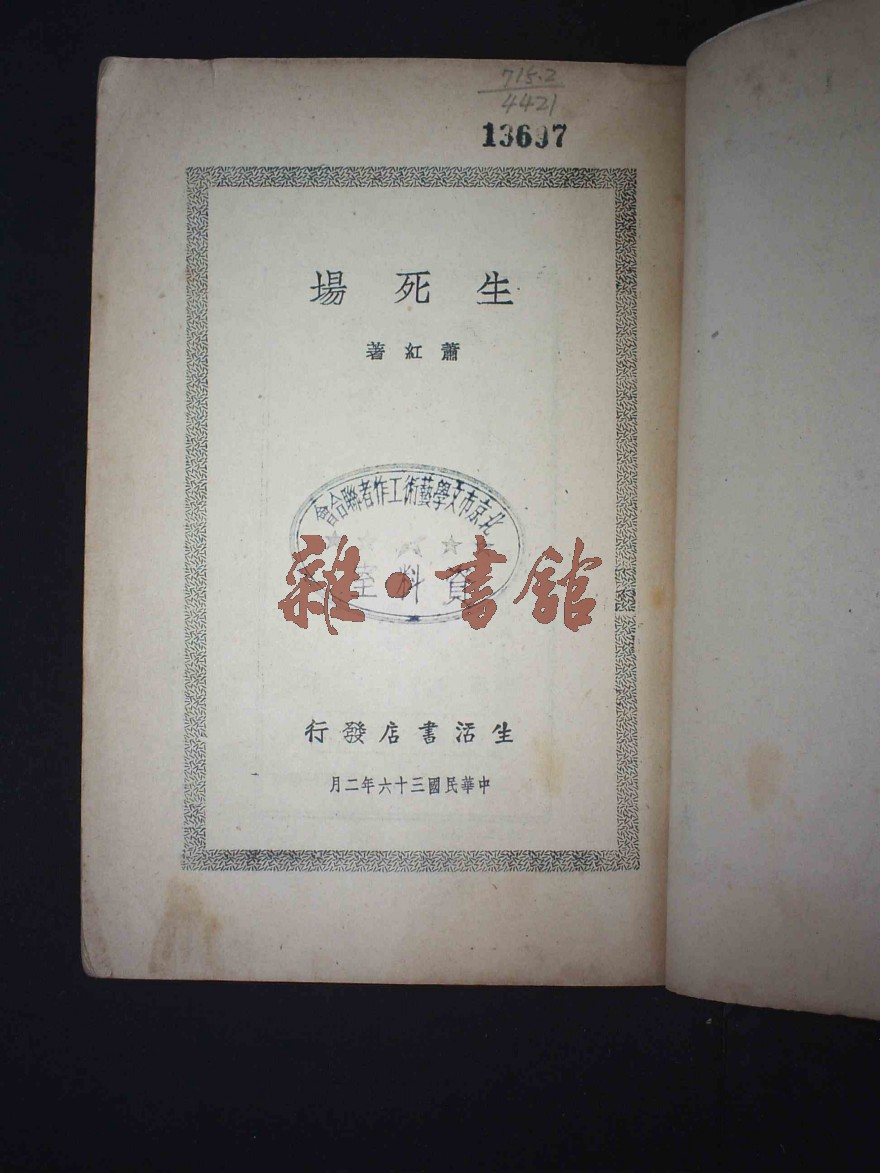 715.2
4421
13697
生死場
蕭紅著
北京市文學藝術工作者聯合會
資料室
雜·書館
生活書店發行
中華民國三十六年二月